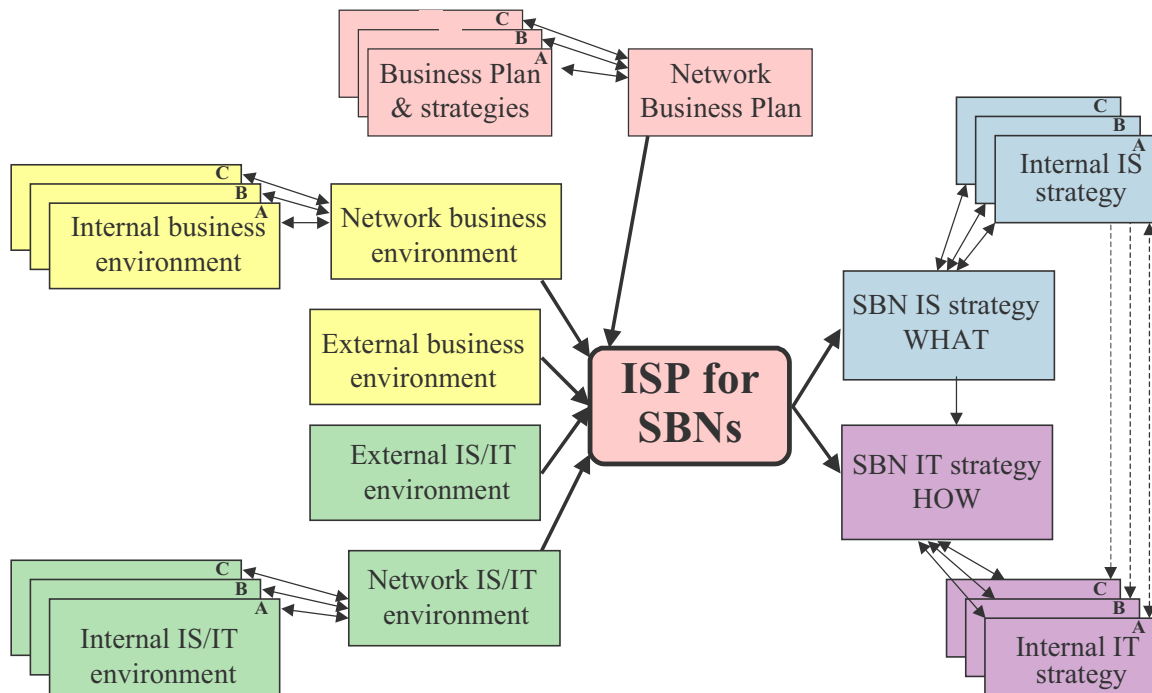 C
B
A
Business Plan
& strategies
Network
Business Plan
C
B
A
Internal IS
strategy
C
B
A
Internal business
environment
Network business
environment
SBN IS strategy
WHAT
External business
environment
ISP for
SBNs
External IS/IT
environment
SBN IT strategy
HOW
C
B
A
Internal IS/IT
environment
Network IS/IT
environment
C
B
A
Internal IT
strategy